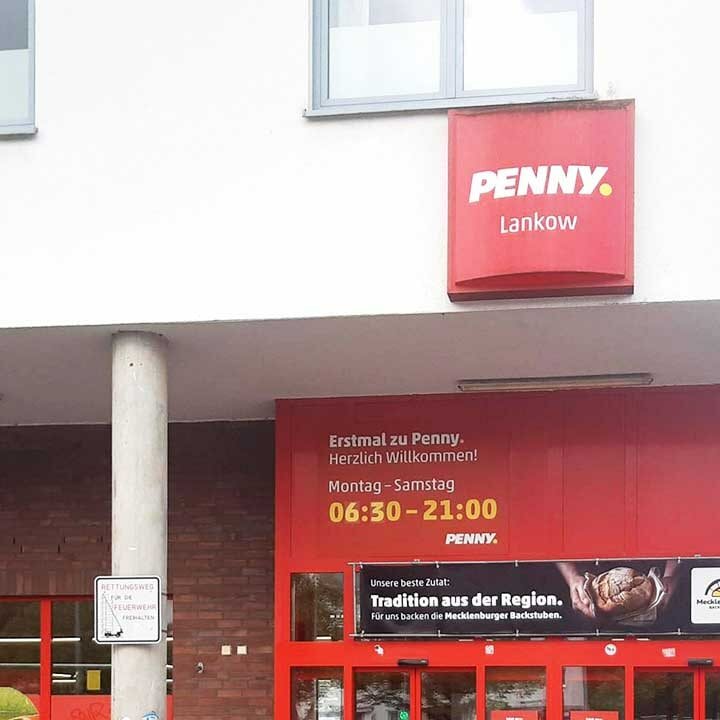 PENNY.
Lankow
Erstmal zu Penny.
Herzlich Willkommen!
Montag – Samstag
06:30 – 21:00
PENNY.
Unsere beste Zutat:
Tradition aus der Region.
Für uns backen die Mecklenburger Backstuben.
RETTUNGSWEG
FÜR DIE
FEUERWEHR
FREIHALTEN